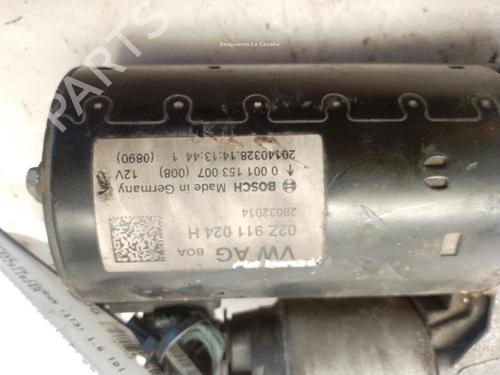 Desguaces La Cabaña
VW AG BOA
02Z 911 024 H
28032014
BOSCH Made in Germany
↑ 0 001 153 007 (008) 12V
20140328.14:13:44 1 (0890)